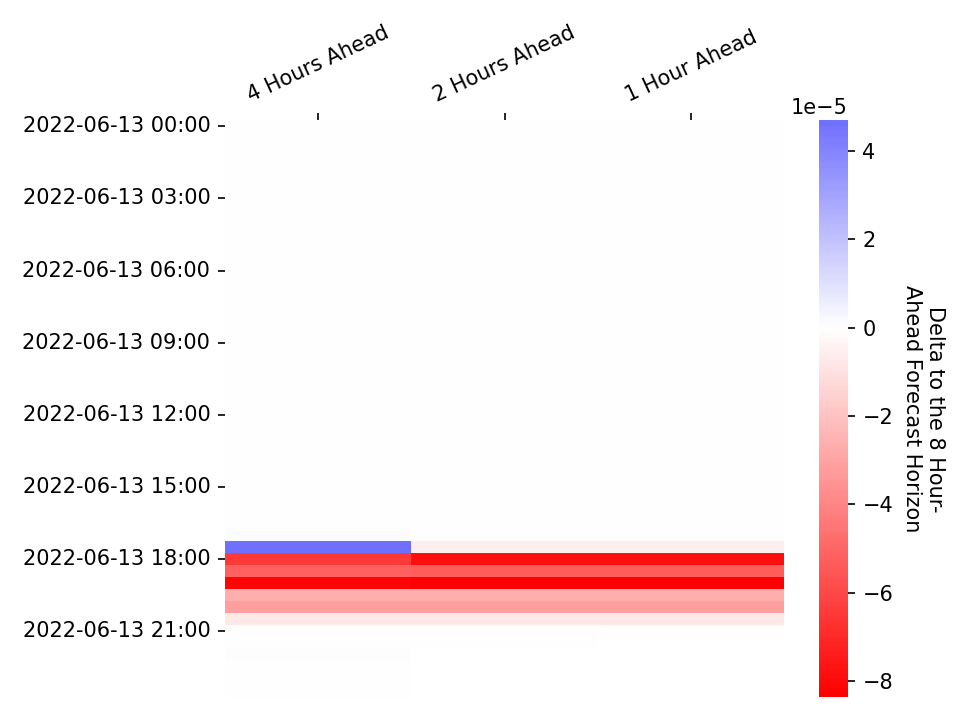 4 Hours Ahead
2 Hours Ahead
1 Hour Ahead
1e−5
2022-06-13 00:00
2022-06-13 03:00
2022-06-13 06:00
2022-06-13 09:00
2022-06-13 12:00
2022-06-13 15:00
2022-06-13 18:00
2022-06-13 21:00
4
2
0
−2
−4
−6
−8
Delta to the 8 Hour-
Ahead Forecast Horizon